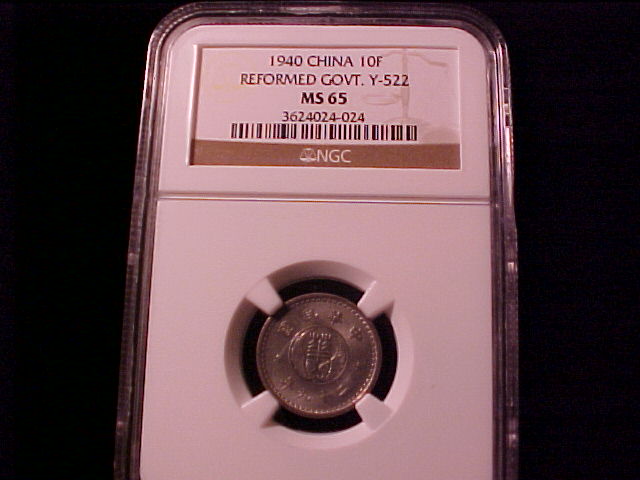 1940 CHINA 10F
REFORMED GOVT. Y-522
MS 65
3624024-024
NGC